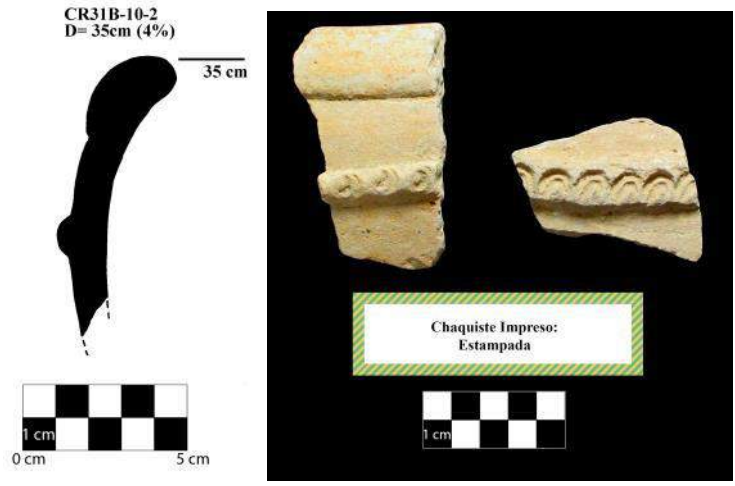 CR31B-10-2
D= 35cm (4%)
35 cm
1 cm
0 cm 5 cm
Chaquiste Impreso:
Estampada
1 cm